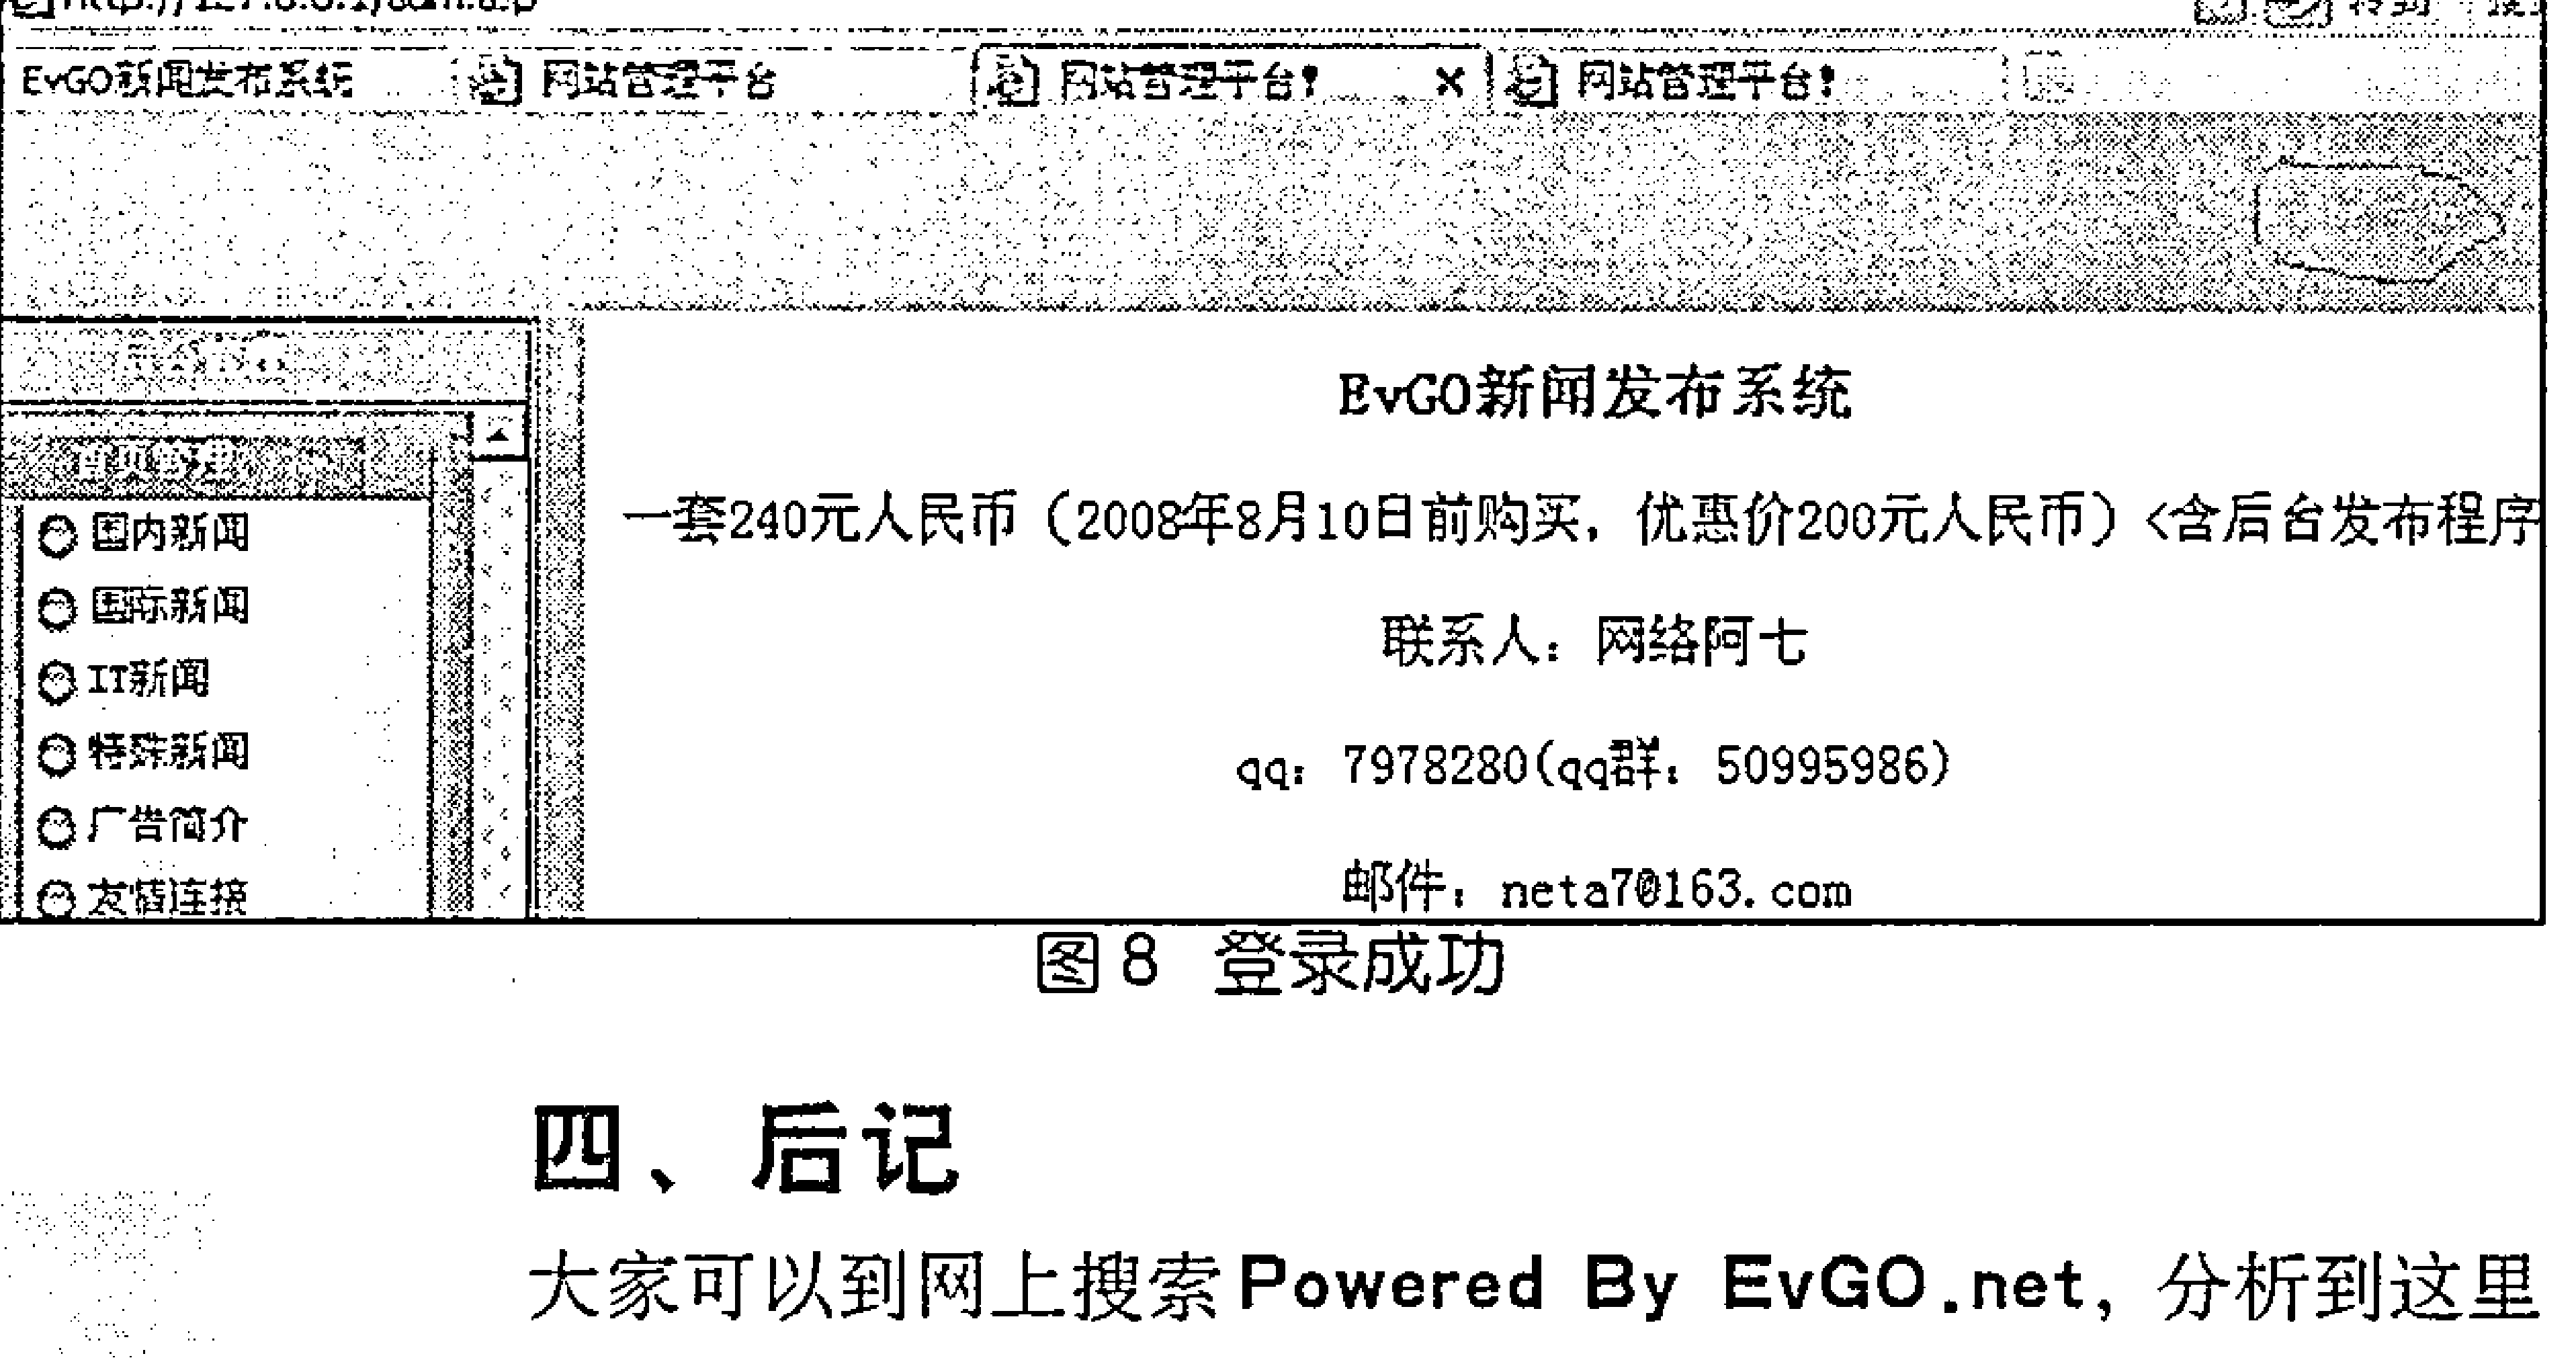 EvGO新闻发布系统 网站管理平台 网站管理平台! × 网站管理平台!
EvGO新闻发布系统
一套240元人民币（2008年8月10日前购买，优惠价200元人民币）<含后台发布程序
联系人：网络阿七
qq：7978280(qq群：50995986)
邮件：neta7@163.com
国内新闻
国际新闻
IT新闻
特殊新闻
广告简介
友情连接
图8 登录成功
四、后记
大家可以到网上搜索Powered By EvGO.net，分析到这里